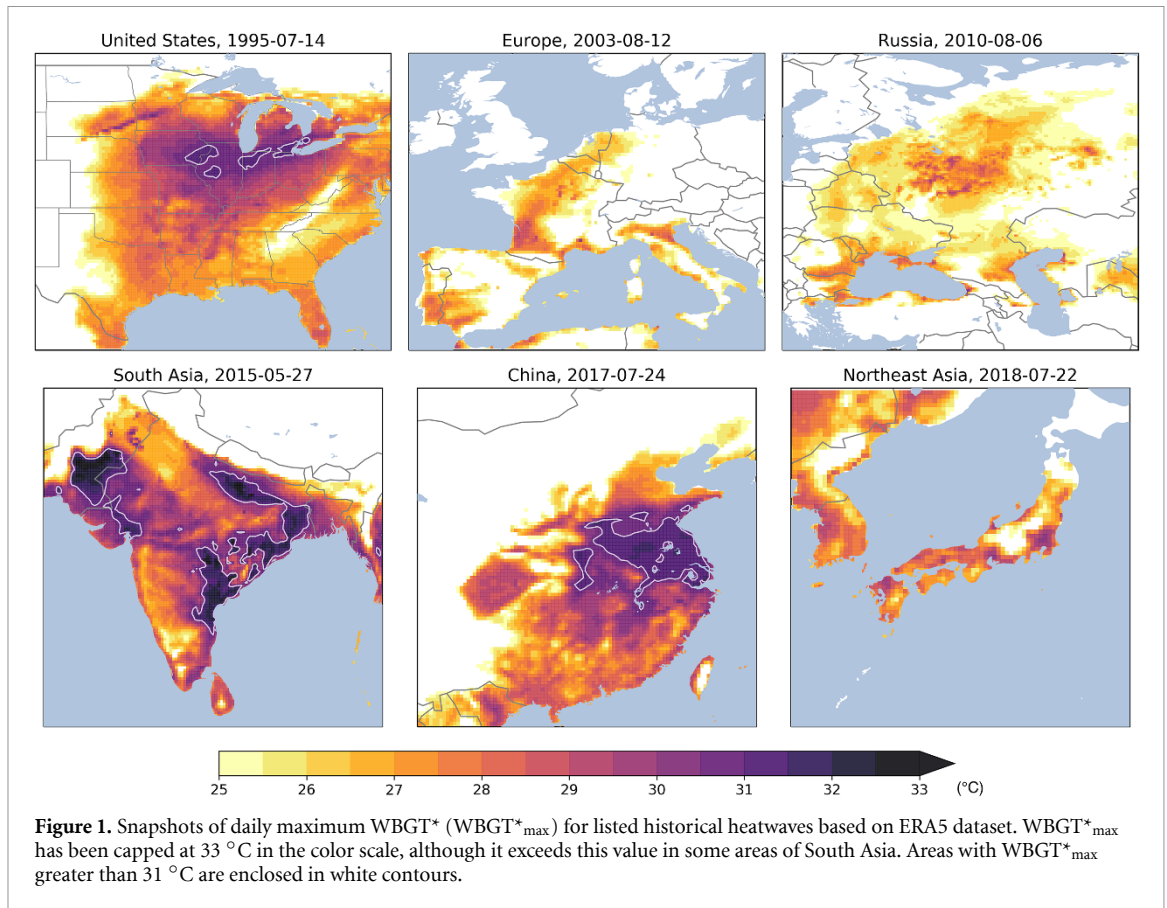 United States, 1995-07-14
Europe, 2003-08-12
Russia, 2010-08-06
South Asia, 2015-05-27
China, 2017-07-24
Northeast Asia, 2018-07-22
25 26 27 28 29 30 31 32 33 (°C)
Figure 1. Snapshots of daily maximum WBGT* (WBGT*max) for listed historical heatwaves based on ERA5 dataset. WBGT*max
has been capped at 33 °C in the color scale, although it exceeds this value in some areas of South Asia. Areas with WBGT*max
greater than 31 °C are enclosed in white contours.